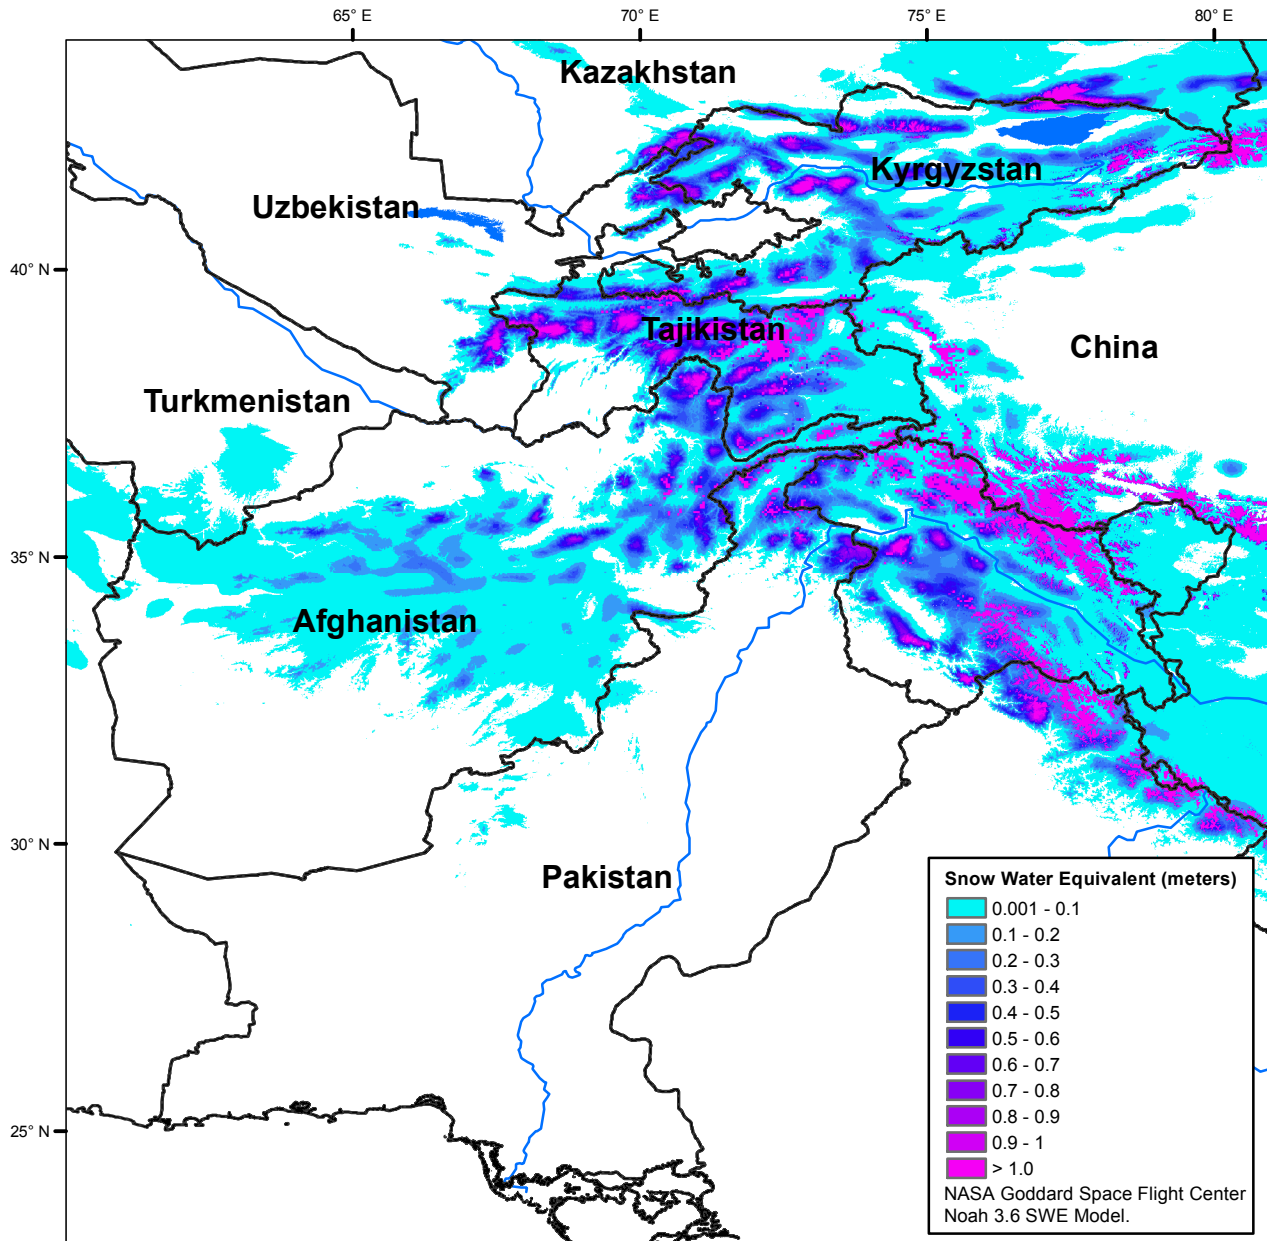 65° E
70° E
75° E
80° E
Kazakhstan
Kyrgyzstan
Uzbekistan
40° N
Tajikistan
China
Turkmenistan
35° N
Afghanistan
30° N
Pakistan
25° N
Snow Water Equivalent (meters)
0.001 - 0.1
0.1 - 0.2
0.2 - 0.3
0.3 - 0.4
0.4 - 0.5
0.5 - 0.6
0.6 - 0.7
0.7 - 0.8
0.8 - 0.9
0.9 - 1
> 1.0
NASA Goddard Space Flight Center
Noah 3.6 SWE Model.